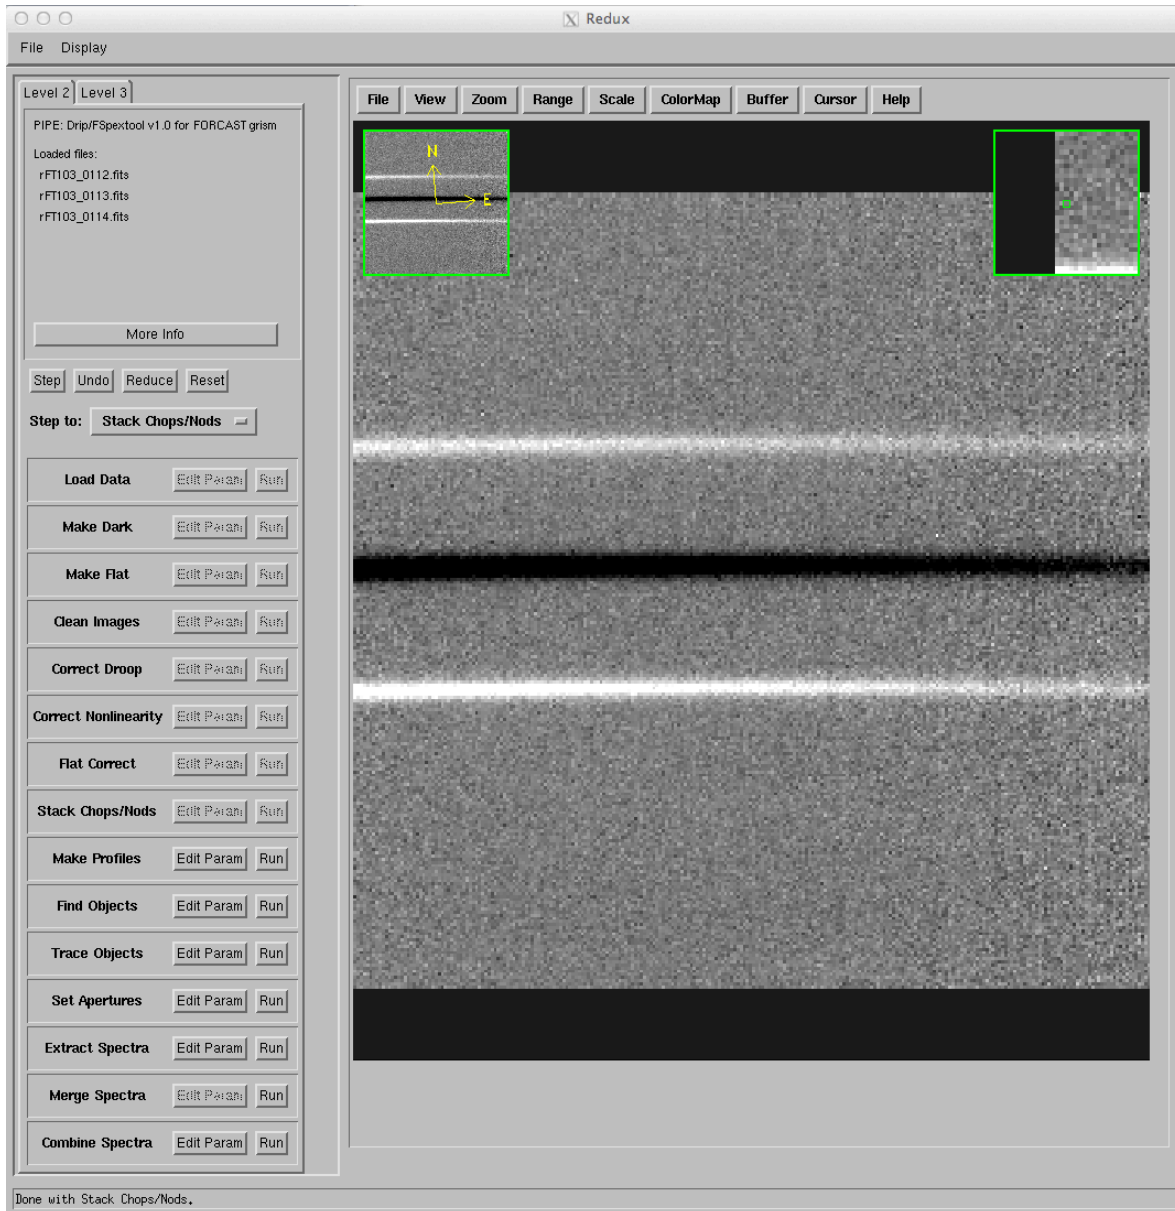 Redux
File Display
Level 2 Level 3
PIPE: Drip/FSpextool v1.0 for FORCAST grism
Loaded files:
rFT103_0112.fits
rFT103_0113.fits
rFT103_0114.fits
More Info
Step Undo Reduce Reset
Step to: Stack Chops/Nods
Load Data Edit Param Run
Make Dark Edit Param Run
Make Flat Edit Param Run
Clean Images Edit Param Run
Correct Droop Edit Param Run
Correct Nonlinearity Edit Param Run
Flat Correct Edit Param Run
Stack Chops/Nods Edit Param Run
Make Profiles Edit Param Run
Find Objects Edit Param Run
Trace Objects Edit Param Run
Set Apertures Edit Param Run
Extract Spectra Edit Param Run
Merge Spectra Edit Param Run
Combine Spectra Edit Param Run
File View Zoom Range Scale ColorMap Buffer Cursor Help
N
E
Done with Stack Chops/Nods.